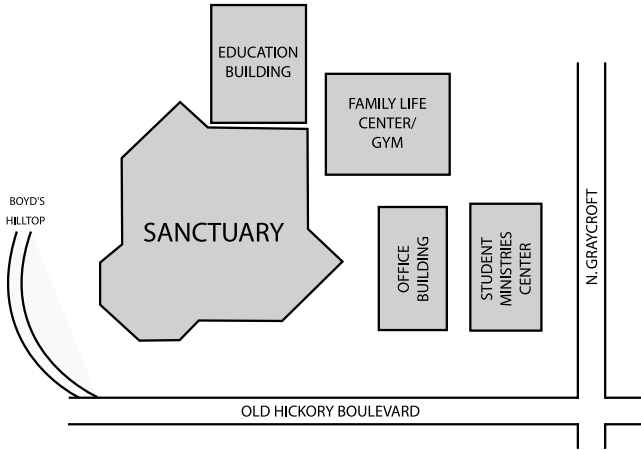 EDUCATION
BUILDING
FAMILY LIFE
CENTER/
GYM
BOYD'S
HILLTOP
SANCTUARY
OFFICE
BUILDING
STUDENT
MINISTRIES
CENTER
N. GRAYCROFT
OLD HICKORY BOULEVARD